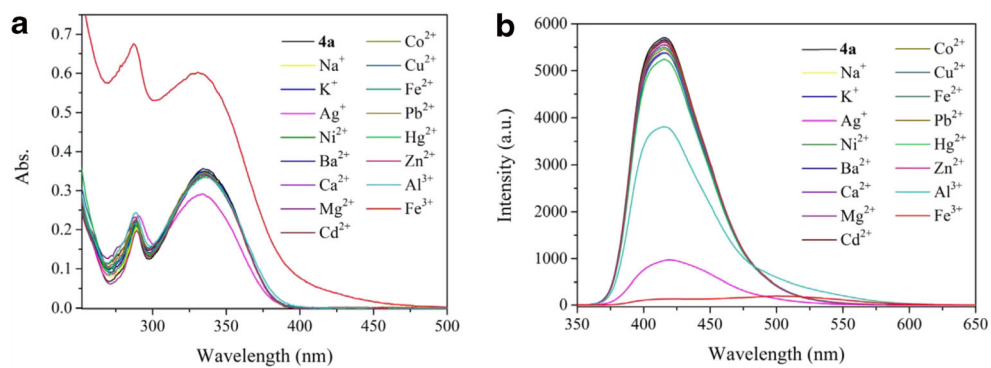 a
0.7
0.6
0.5
0.4
0.3
0.2
0.1
0.0
Abs.
300
350
400
450
500
Wavelength (nm)
4a
Na⁺
K⁺
Ag⁺
Ni²⁺
Ba²⁺
Ca²⁺
Mg²⁺
Cd²⁺
Co²⁺
Cu²⁺
Fe²⁺
Pb²⁺
Hg²⁺
Zn²⁺
Al³⁺
Fe³⁺
b
6000
5000
4000
3000
2000
1000
0
Intensity (a.u.)
350
400
450
500
550
600
650
Wavelength (nm)
4a
Na⁺
K⁺
Ag⁺
Ni²⁺
Ba²⁺
Ca²⁺
Mg²⁺
Cd²⁺
Co²⁺
Cu²⁺
Fe²⁺
Pb²⁺
Hg²⁺
Zn²⁺
Al³⁺
Fe³⁺